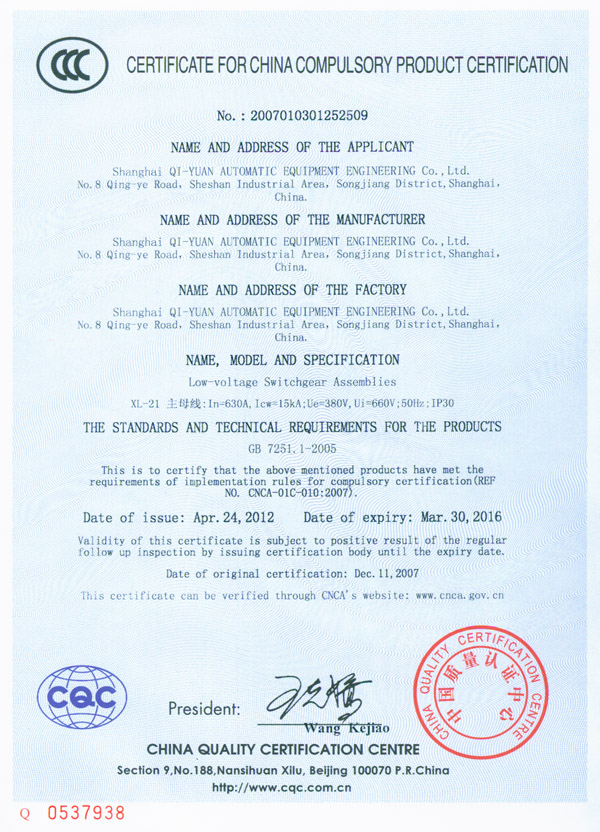 CCC
CERTIFICATE FOR CHINA COMPULSORY PRODUCT CERTIFICATION
No.: 2007010301252509
NAME AND ADDRESS OF THE APPLICANT
Shanghai QI-YUAN AUTOMATIC EQUIPMENT ENGINEERING Co., Ltd.
No. 8 Qing-ye Road, Sheshan Industrial Area, Songjiang District, Shanghai,
China.
NAME AND ADDRESS OF THE MANUFACTURER
Shanghai QI-YUAN AUTOMATIC EQUIPMENT ENGINEERING Co., Ltd.
No. 8 Qing-ye Road, Sheshan Industrial Area, Songjiang District, Shanghai,
China.
NAME AND ADDRESS OF THE FACTORY
Shanghai QI-YUAN AUTOMATIC EQUIPMENT ENGINEERING Co., Ltd.
No. 8 Qing-ye Road, Sheshan Industrial Area, Songjiang District, Shanghai,
China.
NAME, MODEL AND SPECIFICATION
Low-voltage Switchgear Assemblies
XL-21 主母线:In=630A,Icw=15kA;Ue=380V,Ui=660V;50Hz;IP30
THE STANDARDS AND TECHNICAL REQUIREMENTS FOR THE PRODUCTS
GB 7251.1-2005
This is to certify that the above mentioned products have met the
requirements of implementation rules for compulsory certification(REF
NO. CNCA-01C-010:2007).
Date of issue: Apr. 24, 2012 Date of expiry: Mar. 30, 2016
Validity of this certificate is subject to positive result of the regular
follow up inspection by issuing certification body until the expiry date.
Date of original certification: Dec. 11, 2007
This certificate can be verified through CNCA's website: www.cnca.gov.cn
CQC
President:
Wang Kejiao
CHINA QUALITY CERTIFICATION CENTRE
中国质量认证中心
CHINA QUALITY CERTIFICATION CENTRE
Section 9, No.188, Nansihuan Xilu, Beijing 100070 P.R.China
http://www.cqc.com.cn
Q 0537938